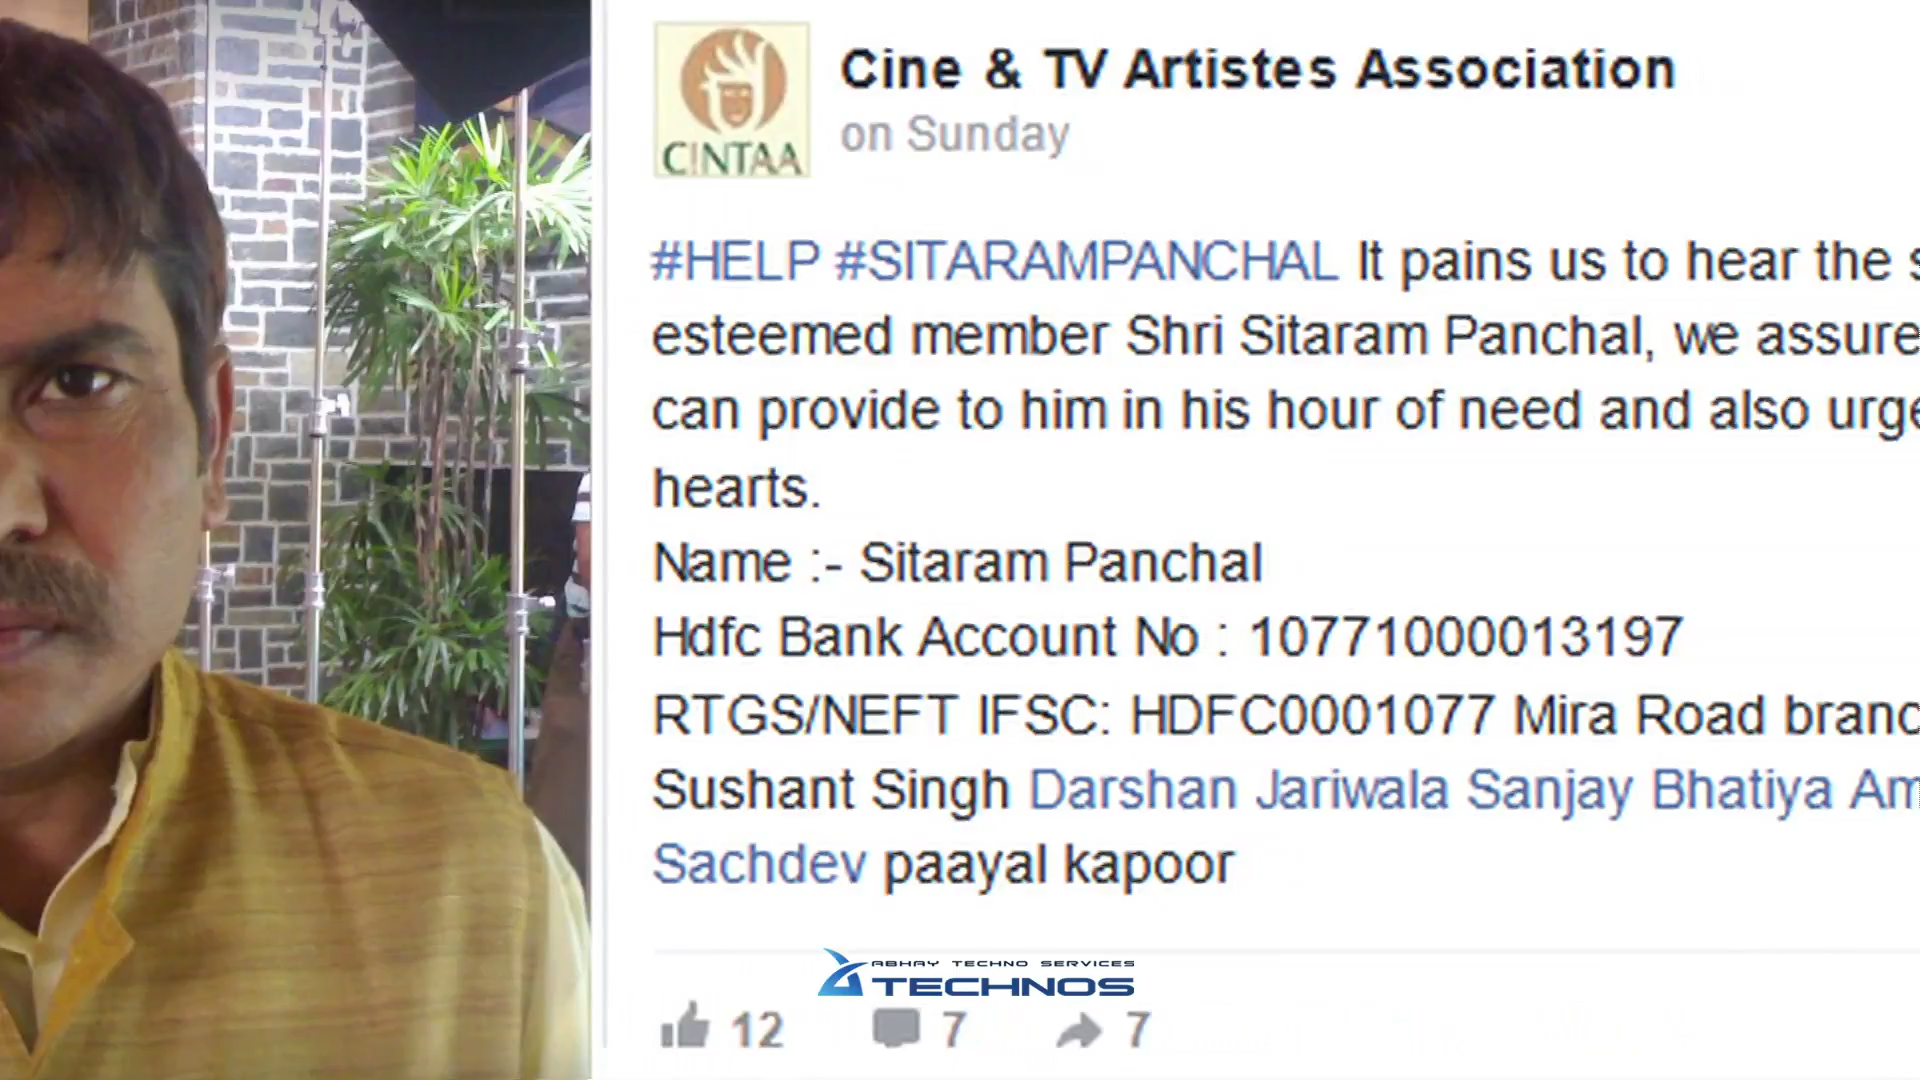 CINTAA
Cine & TV Artistes Association
on Sunday
#HELP #SITARAMPANCHAL It pains us to hear the s
esteemed member Shri Sitaram Panchal, we assure
can provide to him in his hour of need and also urge
hearts.
Name :- Sitaram Panchal
Hdfc Bank Account No : 10771000013197
RTGS/NEFT IFSC: HDFC0001077 Mira Road branc
Sushant Singh Darshan Jariwala Sanjay Bhatiya Am
Sachdev paayal kapoor
ABHAY TECHNO SERVICES
TECHNOS
12 7 7